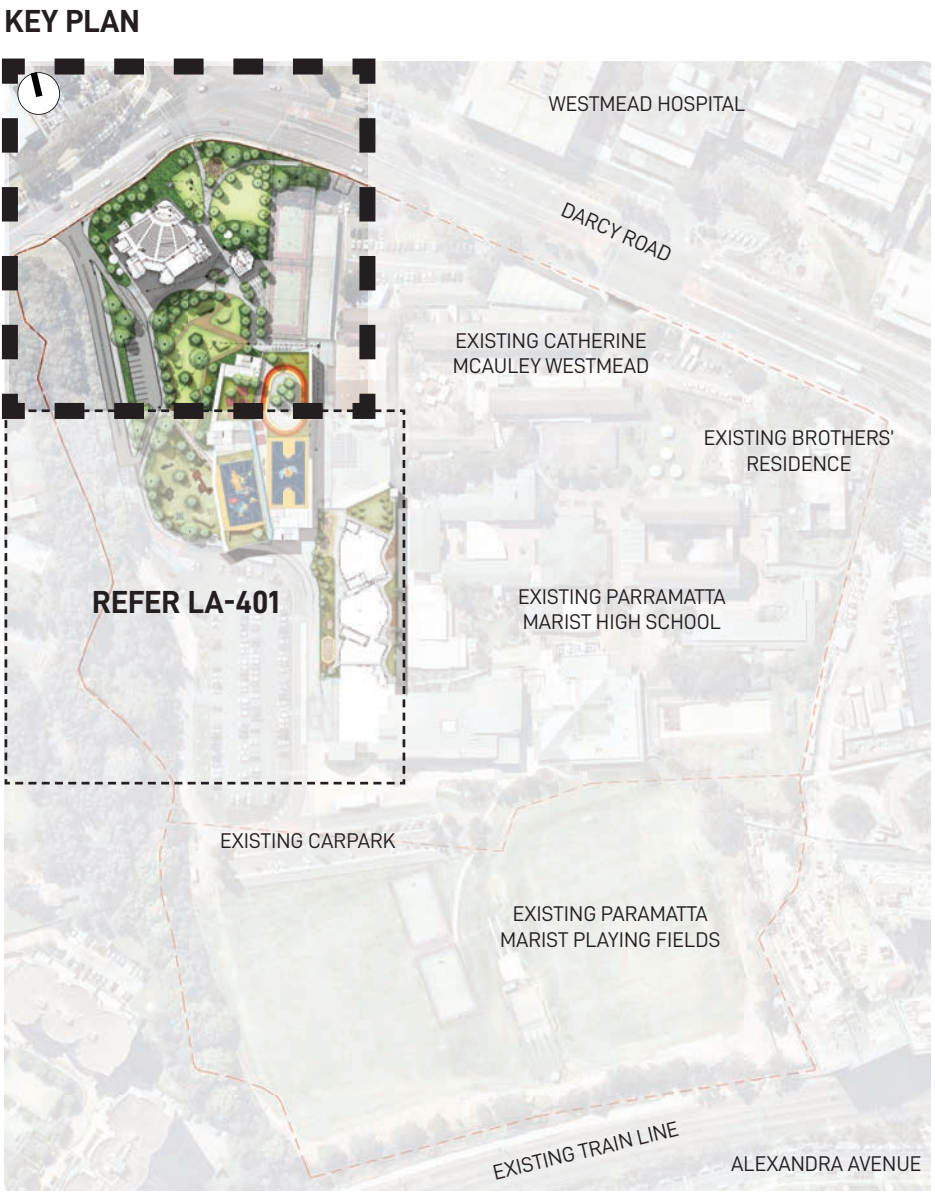 KEY PLAN
WESTMEAD HOSPITAL
DARCY ROAD
EXISTING CATHERINE
MCAULEY WESTMEAD
EXISTING BROTHERS'
RESIDENCE
REFER LA-401
EXISTING PARRAMATTA
MARIST HIGH SCHOOL
EXISTING CARPARK
EXISTING PARAMATTA
MARIST PLAYING FIELDS
EXISTING TRAIN LINE
ALEXANDRA AVENUE